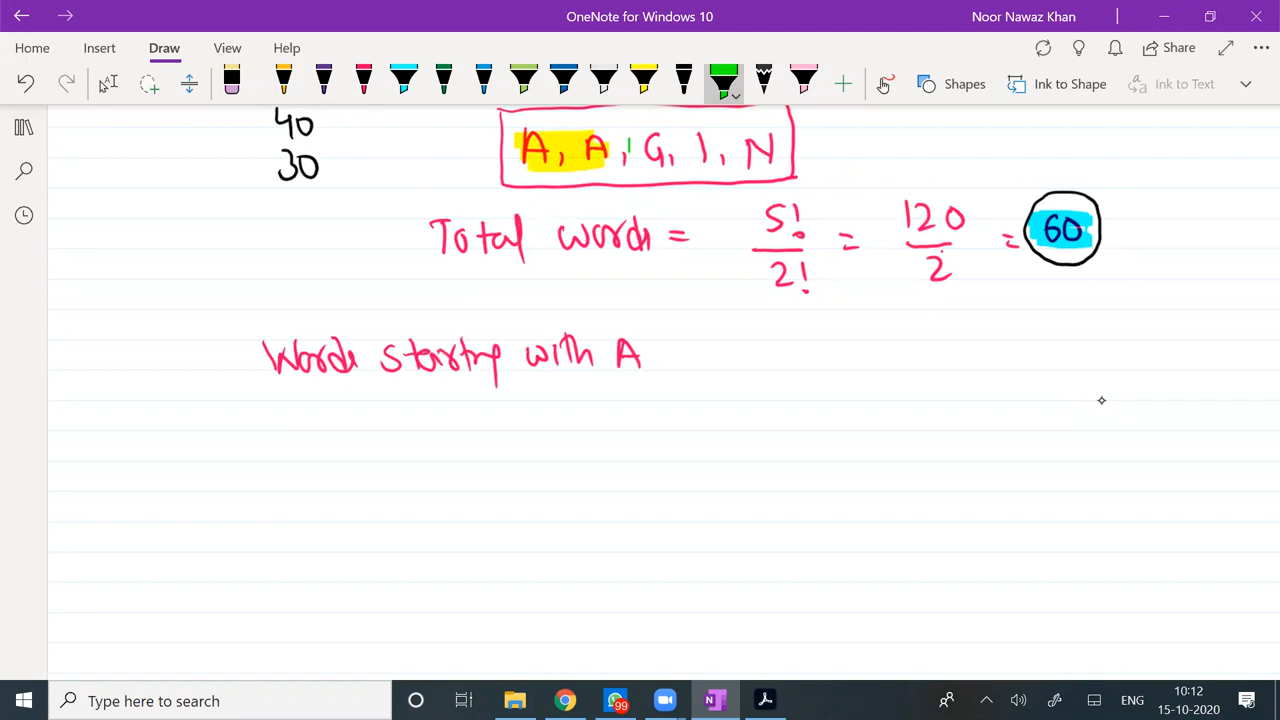 OneNote for Windows 10
Noor Nawaz Khan
Home Insert Draw View Help
Share
Shapes Ink to Shape Ink to Text
40
30
A, A, G, I, N
Total words = 5!/2! = 120/2 = 60
Words starting with A
Type here to search
99
ENG
10:12
15-10-2020